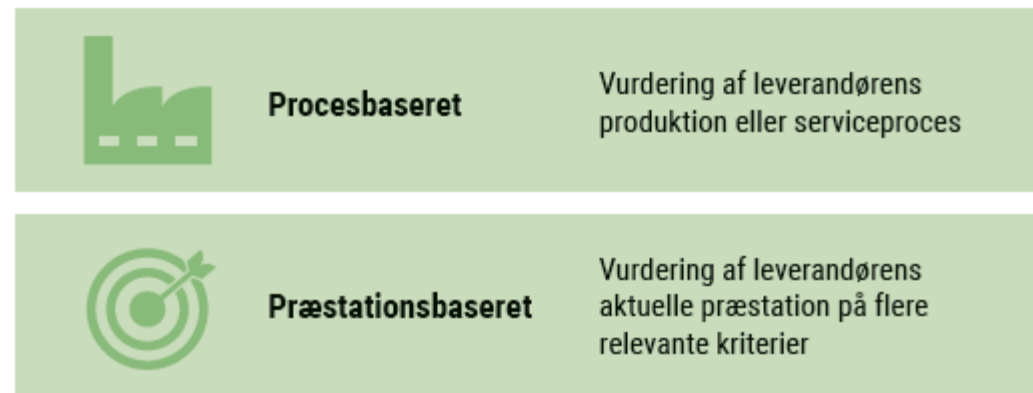 Procesbaseret
Vurdering af leverandørens
produktion eller serviceproces
Præstationsbaseret
Vurdering af leverandørens
aktuelle præstation på flere
relevante kriterier